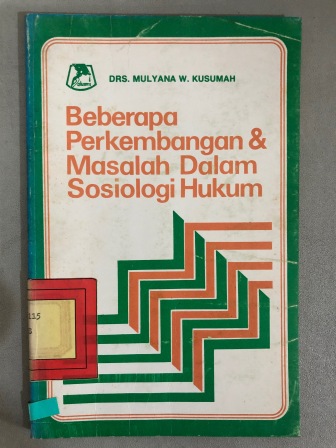 DRS. MULYANA W. KUSUMAH
Beberapa
Perkembangan &
Masalah Dalam
Sosiologi Hukum